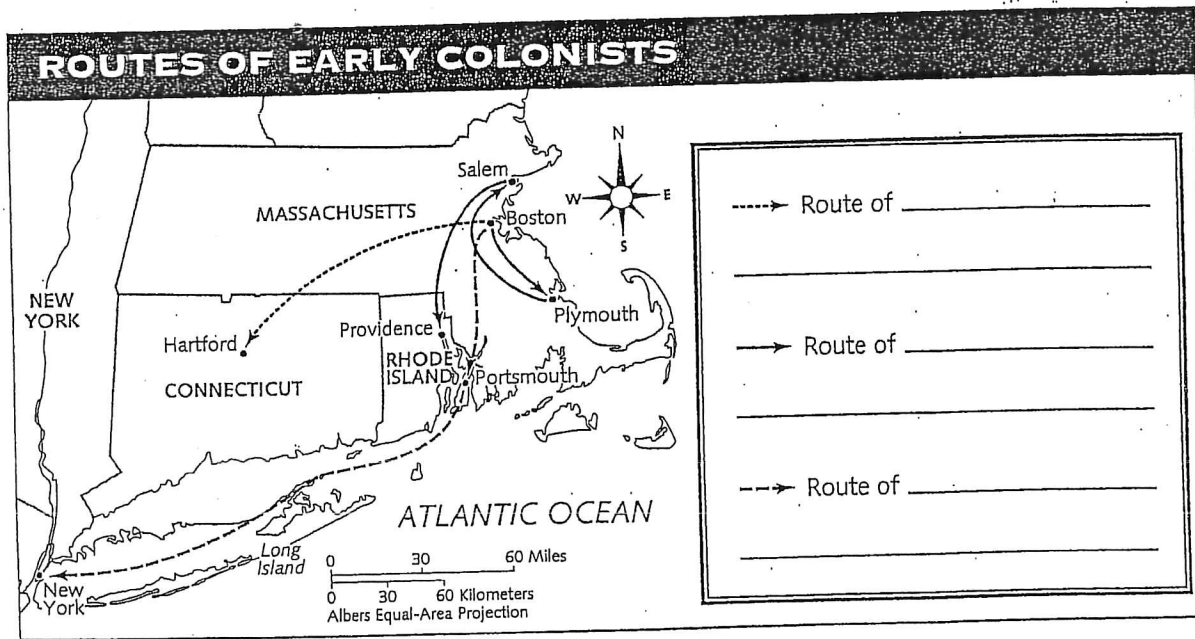 ROUTES OF EARLY COLONISTS
N
Salem
W
E
MASSACHUSETTS
Boston
S
NEW
YORK
Plymouth
Providence
Hartford
RHODE
ISLAND
Portsmouth
CONNECTICUT
ATLANTIC OCEAN
Long
Island
New
York
0 30 60 Miles
0 30 60 Kilometers
Albers Equal-Area Projection
Route of
Route of
Route of